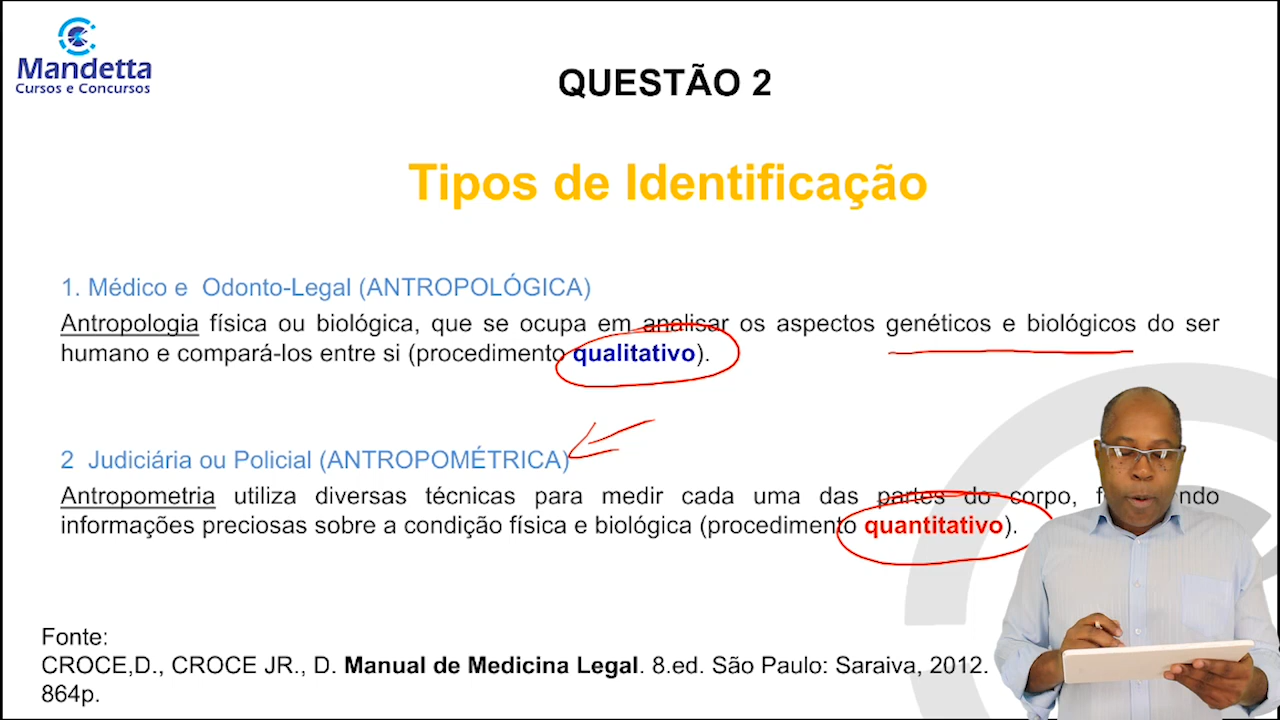 Mandetta
Cursos e Concursos
QUESTÃO 2
Tipos de Identificação
1. Médico e Odonto-Legal (ANTROPOLÓGICA)
Antropologia física ou biológica, que se ocupa em analisar os aspectos genéticos e biológicos do ser
humano e compará-los entre si (procedimento qualitativo).
2 Judiciária ou Policial (ANTROPOMÉTRICA)
Antropometria utiliza diversas técnicas para medir cada uma das partes do corpo,
informações preciosas sobre a condição física e biológica (procedimento quantitativo).
Fonte:
CROCE,D., CROCE JR., D. Manual de Medicina Legal. 8.ed. São Paulo: Saraiva, 2012.
864p.